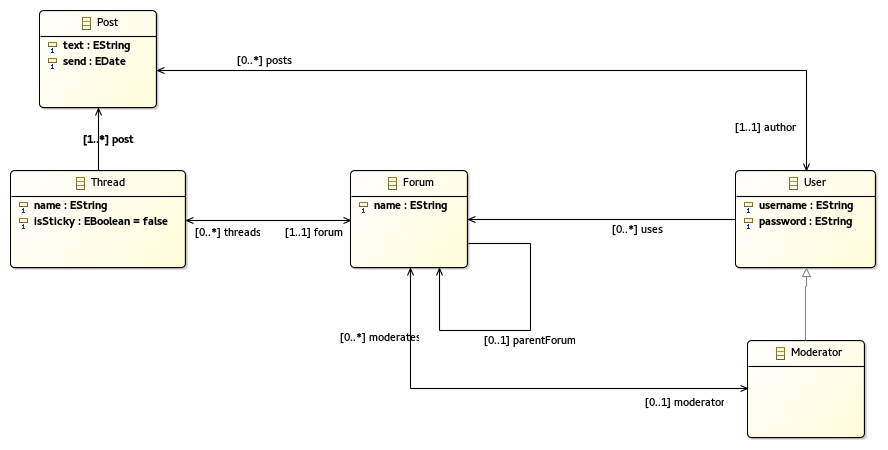 Post
text : EString
send : EDate
[0..*] posts
[1..1] author
[1..*] post
Thread
name : EString
isSticky : EBoolean = false
[0..*] threads
[1..1] forum
Forum
name : EString
[0..*] uses
User
username : EString
password : EString
[0..*] moderates
[0..1] parentForum
Moderator
[0..1] moderator